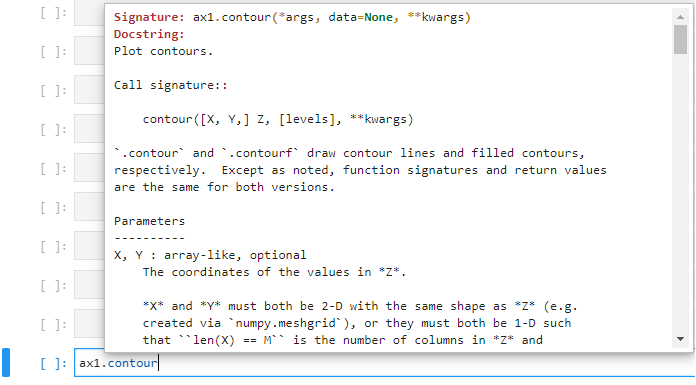 [ ]:
[ ]:
[ ]:
[ ]:
[ ]:
[ ]:
[ ]:
[ ]:
[ ]:
Signature: ax1.contour(*args, data=None, **kwargs)
Docstring:
Plot contours.
Call signature::
contour([X, Y,] Z, [levels], **kwargs)
`.contour` and `.contourf` draw contour lines and filled contours,
respectively.  Except as noted, function signatures and return values
are the same for both versions.
Parameters
----------
X, Y : array-like, optional
The coordinates of the values in *Z*.
*X* and *Y* must both be 2-D with the same shape as *Z* (e.g.
created via `numpy.meshgrid`), or they must both be 1-D such
that ``len(X) == M`` is the number of columns in *Z* and
[ ]: ax1.contour